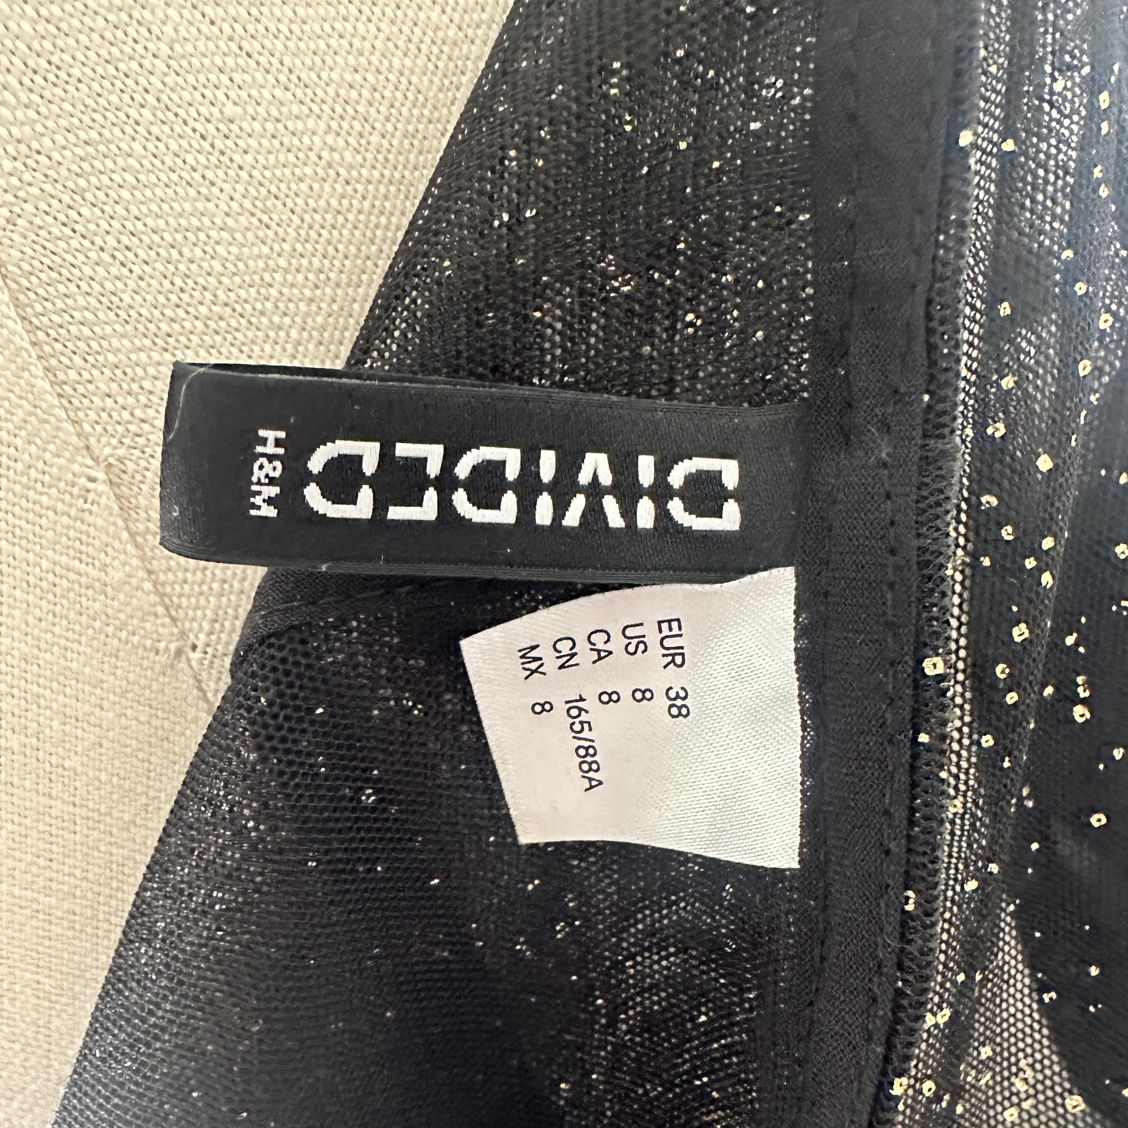 DIVIDED
H&M
EUR 38
US 8
CA 8
CN 165/88A
MX 8